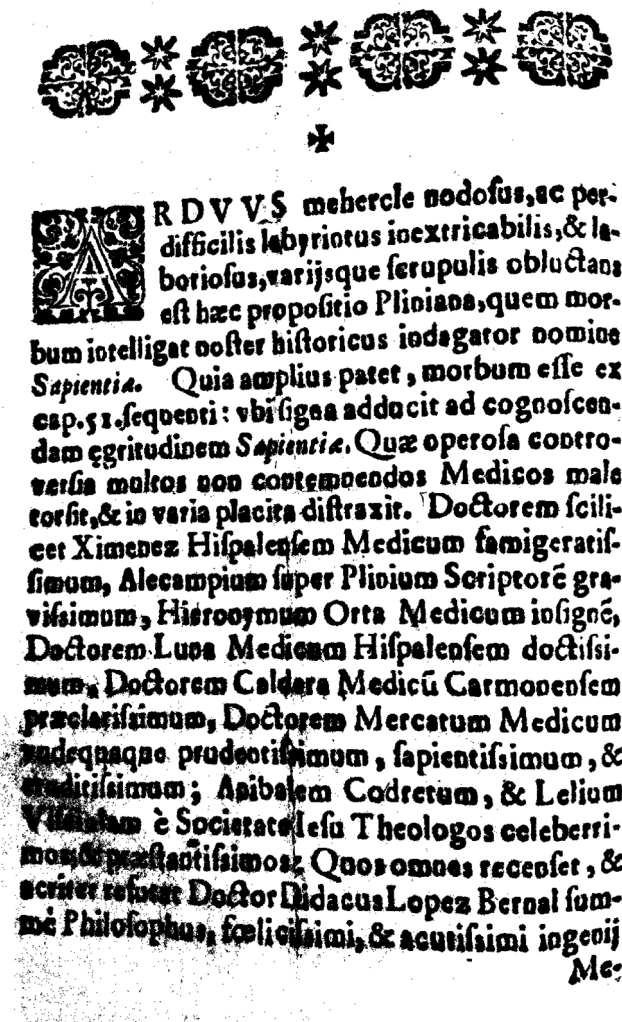 ✠
ARDVVS mehercle nodoſus, ac per-
difficilis labyrintus inextricabilis, & la-
borioſus, varijsque ſcrupulis obluctans
eſt hæc propoſitio Pliniana, quem mor-
bum intelligat noſter hiſtoricus indagator nomine
Sapientiæ. Quia amplius patet, morbum eſſe ex
cap. 51. ſequenti: vbi ſigna adducit ad cognoſcen-
dam ęgritudinem Sapientiæ. Quæ operoſa contro-
verſia multos non contemnendos Medicos male
torſit, & in varia placita diſtraxit. Doctorem ſcili-
cet Ximenez Hiſpalenſem Medicum famigeratiſ-
ſimum, Alecampium ſuper Plinium Scriptorẽ gra-
viſsimum, Hieronymum Orta Medicum inſignẽ,
Doctorem Luna Medicum Hiſpalenſem doctiſsi-
mum, Doctorem Caldera Medicũ Carmonenſem
præclariſsimum, Doctorem Mercatum Medicum
vndequaque prudentiſsimum, ſapientiſsimum, &
eruditiſsimum; Anibalem Codretum, & Lelium
è Societate Ieſu Theologos celeberri-
mos, & præſtantiſsimos: Quos omnes recenſet, &
acriter refutat Doctor Didacus Lopez Bernal ſum-
mè Philoſophus, fœliciſsimi, & acutiſsimi ingenij
Me-